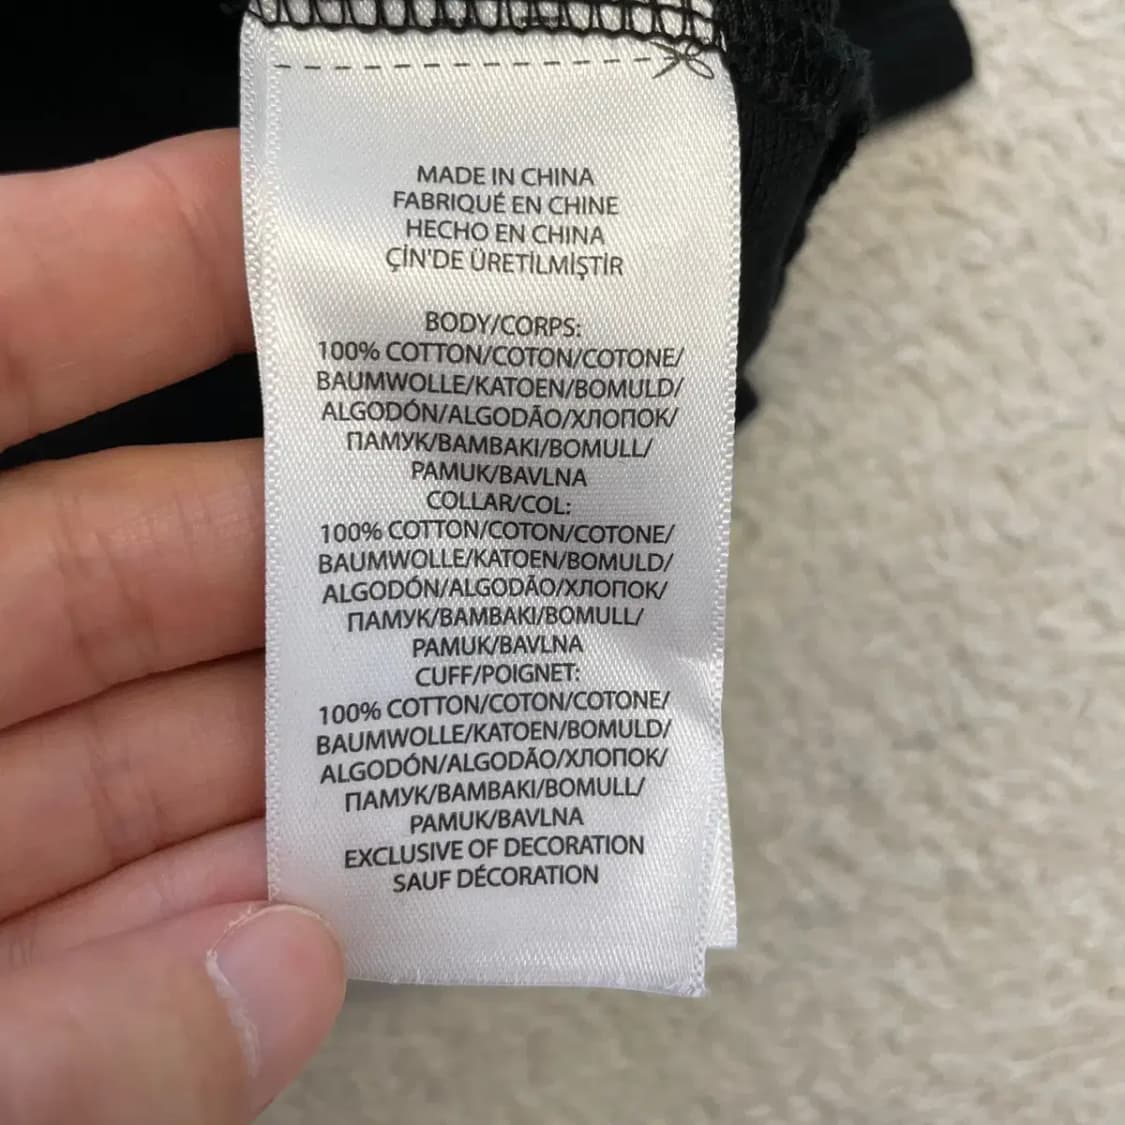 MADE IN CHINA
FABRIQUÉ EN CHINE
HECHO EN CHINA
ÇİN'DE ÜRETİLMİŞTİR
BODY/CORPS:
100% COTTON/COTON/COTONE/
BAUMWOLLE/KATOEN/BOMULD/
ALGODÓN/ALGODÃO/ХЛОПОК/
ПАМУК/BAMBAKI/BOMULL/
PAMUK/BAVLNA
COLLAR/COL:
100% COTTON/COTON/COTONE/
BAUMWOLLE/KATOEN/BOMULD/
ALGODÓN/ALGODÃO/ХЛОПОК/
ПАМУК/BAMBAKI/BOMULL/
PAMUK/BAVLNA
CUFF/POIGNET:
100% COTTON/COTON/COTONE/
BAUMWOLLE/KATOEN/BOMULD/
ALGODÓN/ALGODÃO/ХЛОПОК/
ПАМУК/BAMBAKI/BOMULL/
PAMUK/BAVLNA
EXCLUSIVE OF DECORATION
SAUF DÉCORATION